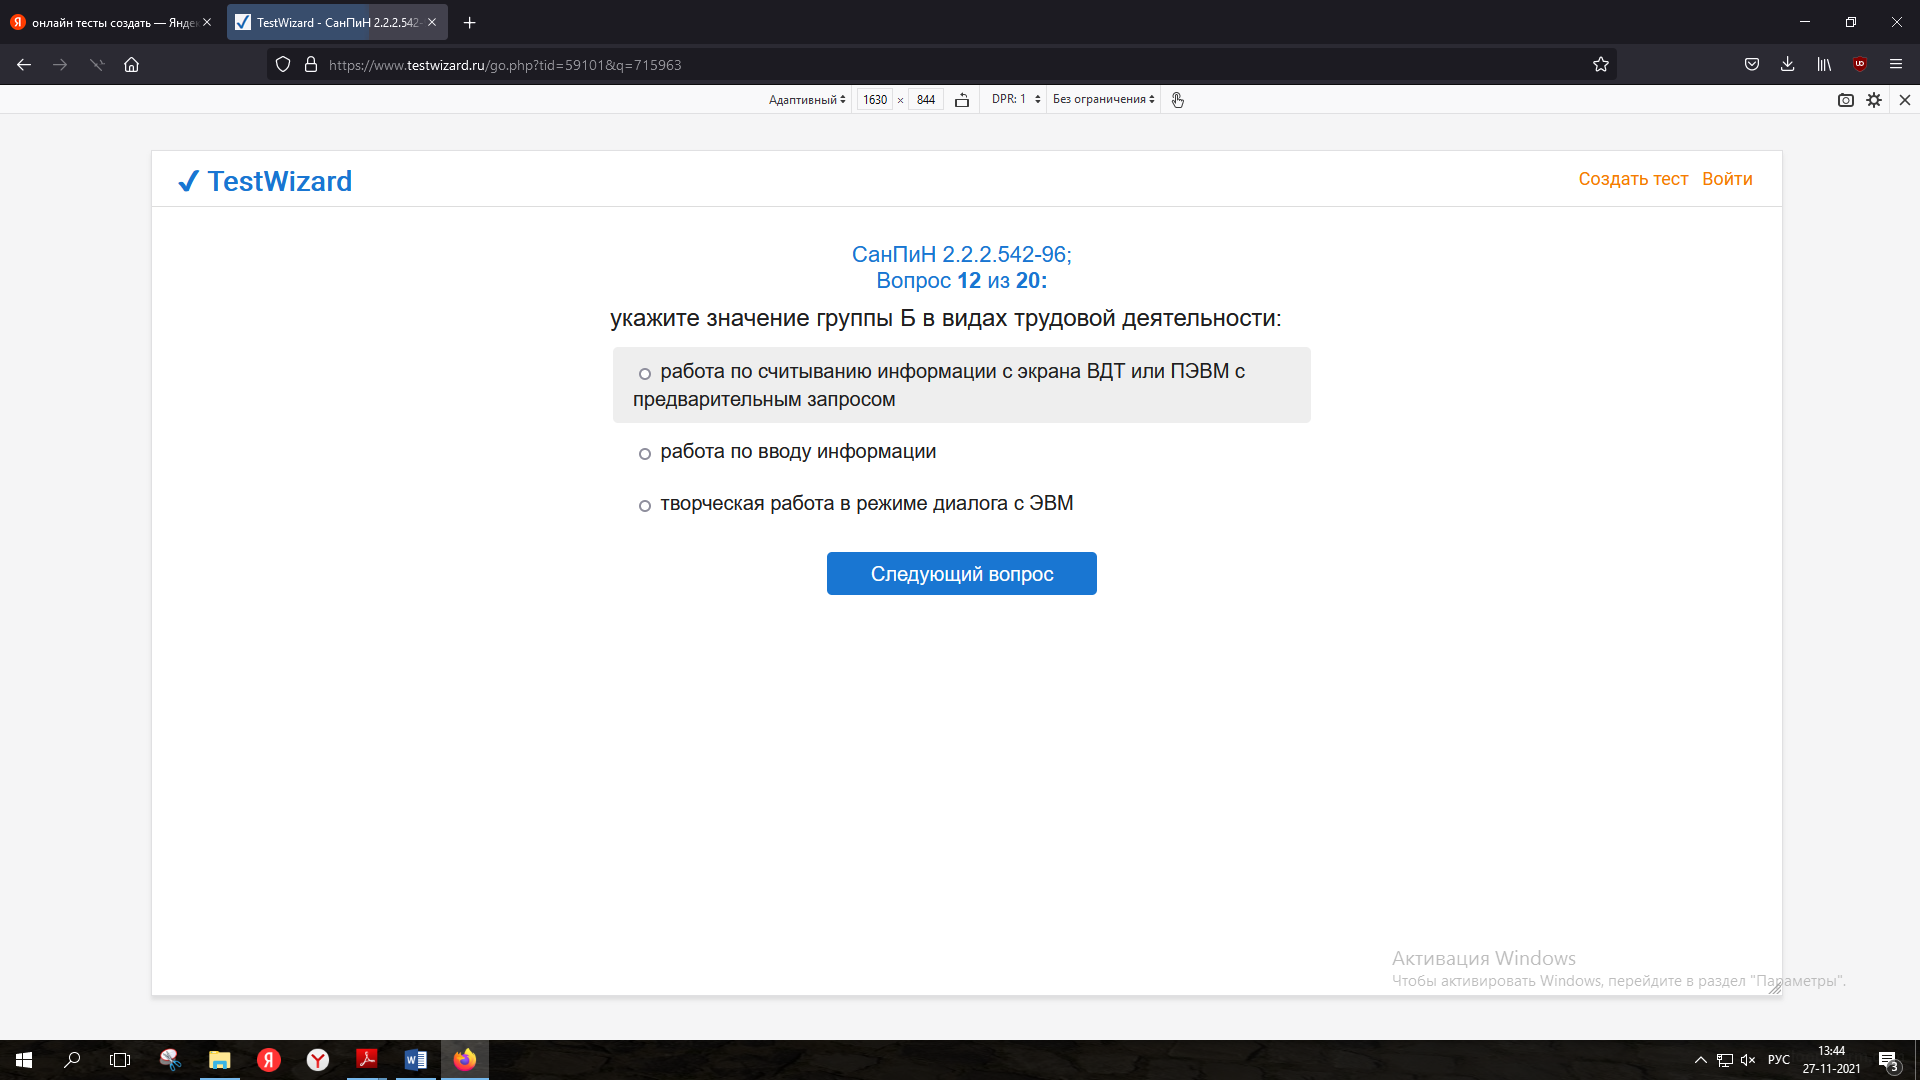 онлайн тесты создать — Яндекс
TestWizard - СанПиН 2.2.2.542-
https://www.testwizard.ru/go.php?tid=59101&q=715963
Адаптивный 1630 × 844 DPR: 1 Без ограничения
TestWizard
Создать тест Войти
СанПиН 2.2.2.542-96;
Вопрос 12 из 20:
укажите значение группы Б в видах трудовой деятельности:
работа по считыванию информации с экрана ВДТ или ПЭВМ с
предварительным запросом
работа по вводу информации
творческая работа в режиме диалога с ЭВМ
Следующий вопрос
Активация Windows
Чтобы активировать Windows, перейдите в раздел "Параметры".
РУС
13:44
27-11-2021
3